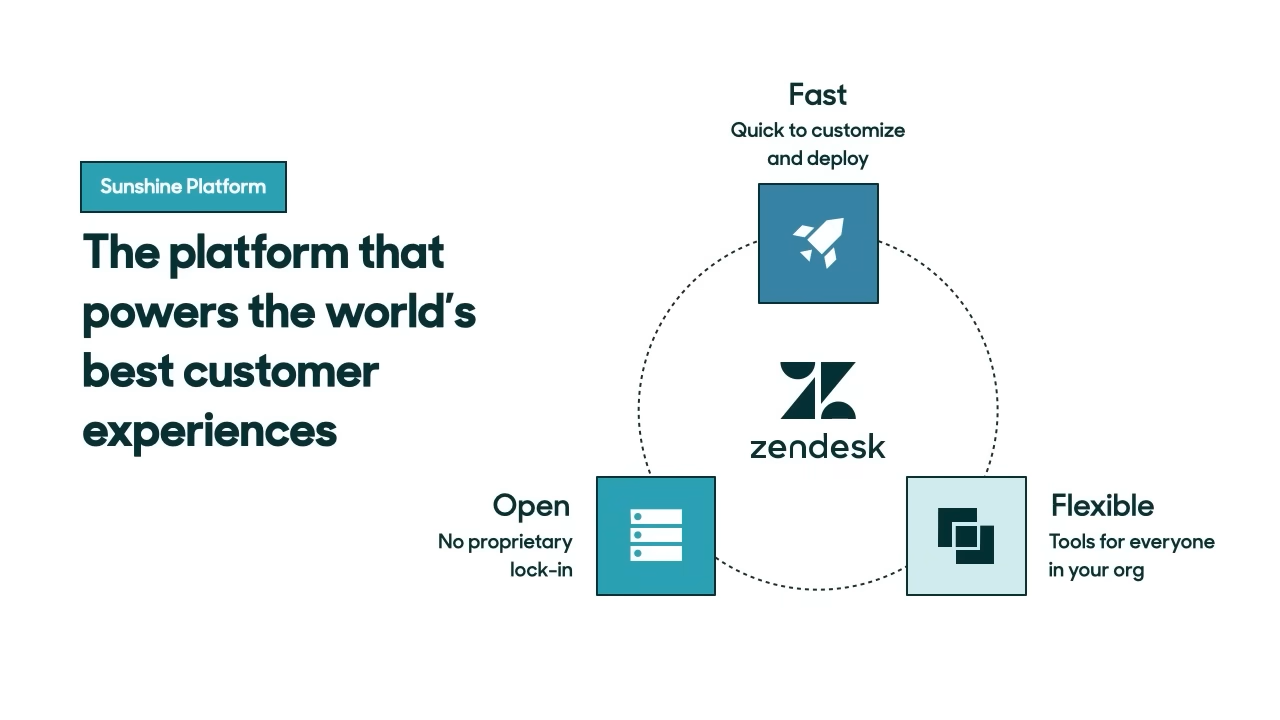 Sunshine Platform
The platform that
powers the world's
best customer
experiences
Fast
Quick to customize
and deploy
zendesk
Open
No proprietary
lock-in
Flexible
Tools for everyone
in your org